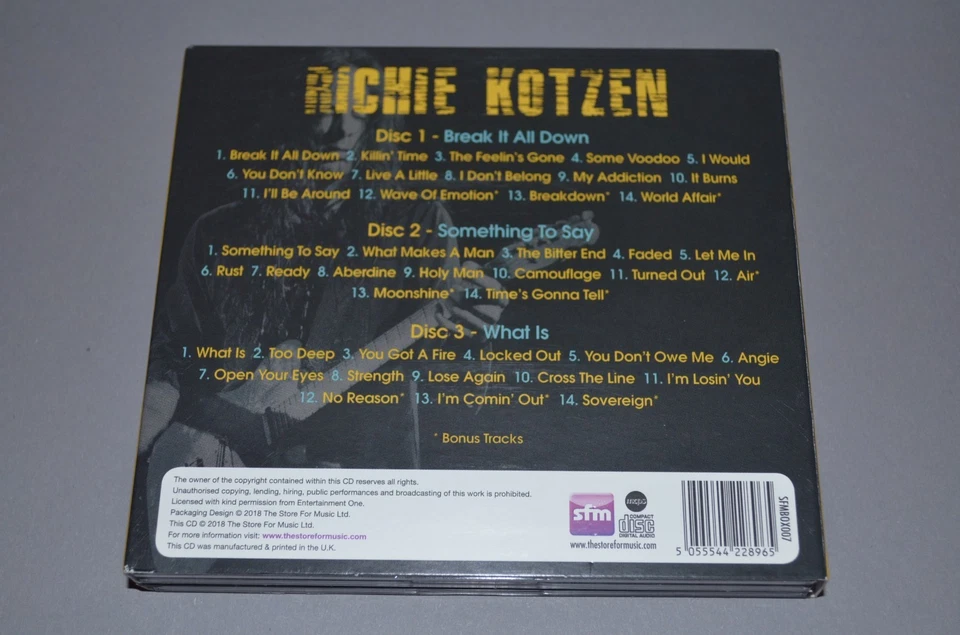 RICHIE KOTZEN
Disc 1 - Break It All Down
1. Break It All Down 2. Killin' Time 3. The Feelin's Gone 4. Some Voodoo 5. I Would
6. You Don't Know 7. Live A Little 8. I Don't Belong 9. My Addiction 10. It Burns
11. I'll Be Around 12. Wave Of Emotion* 13. Breakdown* 14. World Affair*
Disc 2 - Something To Say
1. Something To Say 2. What Makes A Man 3. The Bitter End 4. Faded 5. Let Me In
6. Rust 7. Ready 8. Aberdine 9. Holy Man 10. Camouflage 11. Turned Out 12. Air*
13. Moonshine* 14. Time's Gonna Tell*
Disc 3 - What Is
1. What Is 2. Too Deep 3. You Got A Fire 4. Locked Out 5. You Don't Owe Me 6. Angie
7. Open Your Eyes 8. Strength 9. Lose Again 10. Cross The Line 11. I'm Losin' You
12. No Reason* 13. I'm Comin' Out* 14. Sovereign*
* Bonus Tracks
The owner of the copyright contained within this CD reserves all rights.
Unauthorised copying, lending, hiring, public performances and broadcasting of this work is prohibited.
Licensed with kind permission from Entertainment One.
Packaging Design © 2018 The Store For Music Ltd.
This CD © 2018 The Store For Music Ltd.
For more information visit: www.thestoreformusic.com
This CD was manufactured & printed in the U.K.
sfm
COMPACT
disc
DIGITAL AUDIO
www.thestoreformusic.com
5 055544 228965
SFMBOX007